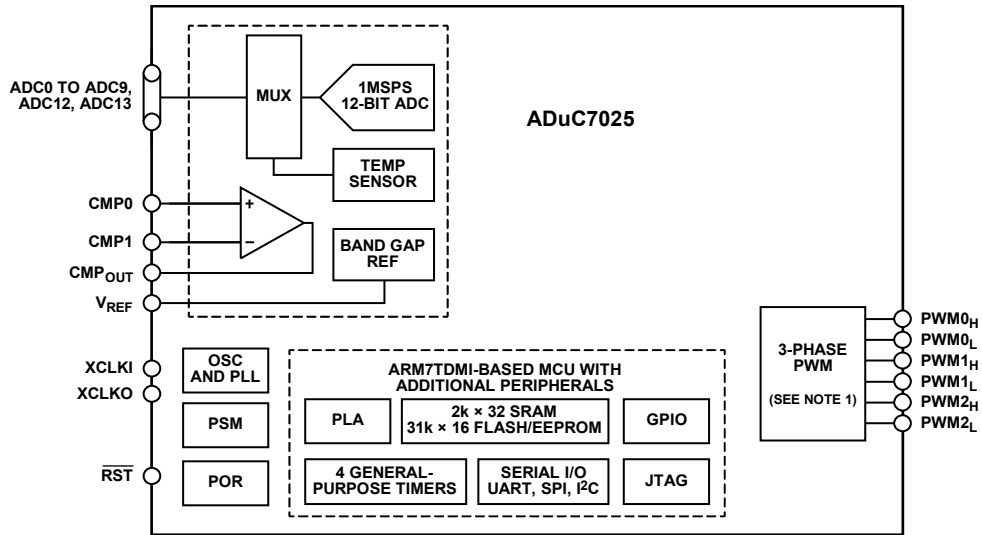 ADC0 TO ADC9,
ADC12, ADC13
MUX
1MSPS
12-BIT ADC
ADuC7025
TEMP
SENSOR
CMP0
+
CMP1
−
CMPOUT
BAND GAP
REF
VREF
XCLKI
XCLKO
OSC
AND PLL
PSM
RST
POR
ARM7TDMI-BASED MCU WITH
ADDITIONAL PERIPHERALS
PLA
2k × 32 SRAM
31k × 16 FLASH/EEPROM
GPIO
4 GENERAL-
PURPOSE TIMERS
SERIAL I/O
UART, SPI, I2C
JTAG
3-PHASE
PWM
(SEE NOTE 1)
PWM0H
PWM0L
PWM1H
PWM1L
PWM2H
PWM2L